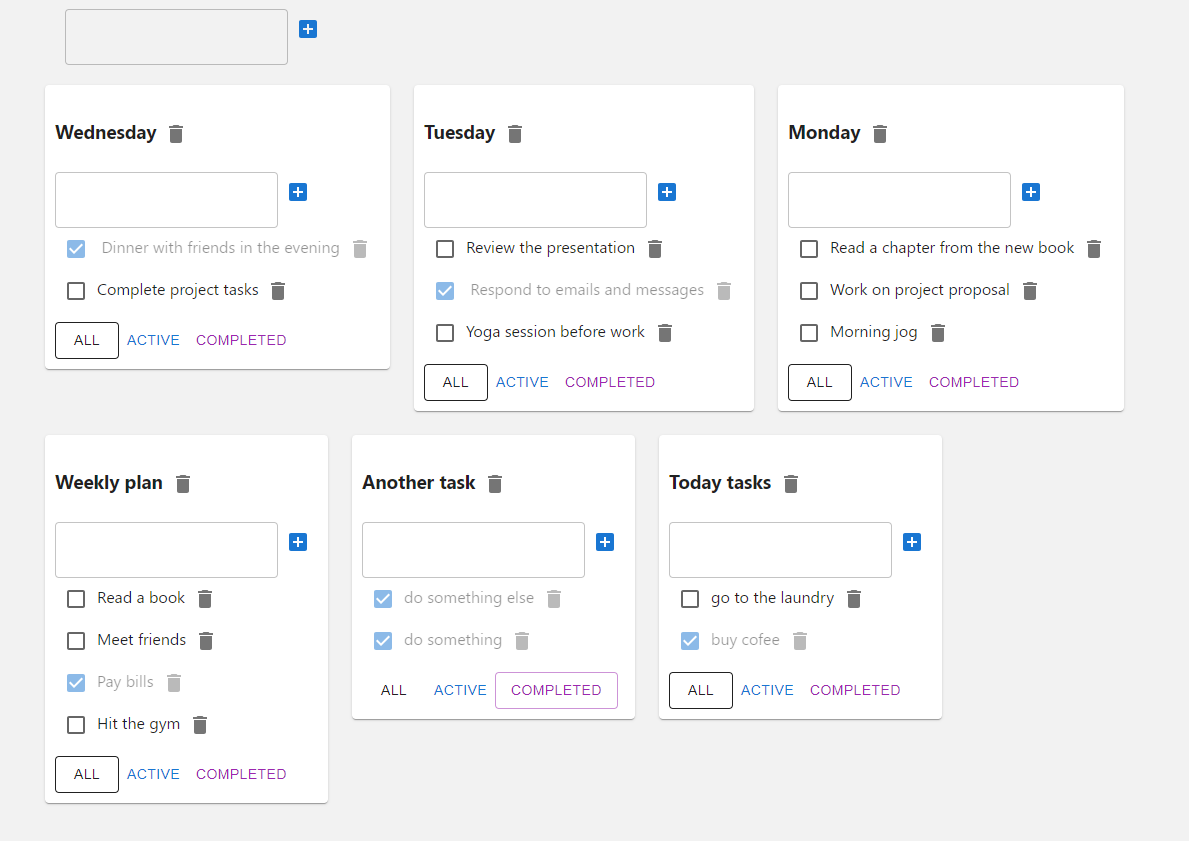 Wednesday
Dinner with friends in the evening
Complete project tasks
ALL ACTIVE COMPLETED
Tuesday
Review the presentation
Respond to emails and messages
Yoga session before work
ALL ACTIVE COMPLETED
Monday
Read a chapter from the new book
Work on project proposal
Morning jog
ALL ACTIVE COMPLETED
Weekly plan
Read a book
Meet friends
Pay bills
Hit the gym
ALL ACTIVE COMPLETED
Another task
do something else
do something
ALL ACTIVE COMPLETED
Today tasks
go to the laundry
buy cofee
ALL ACTIVE COMPLETED